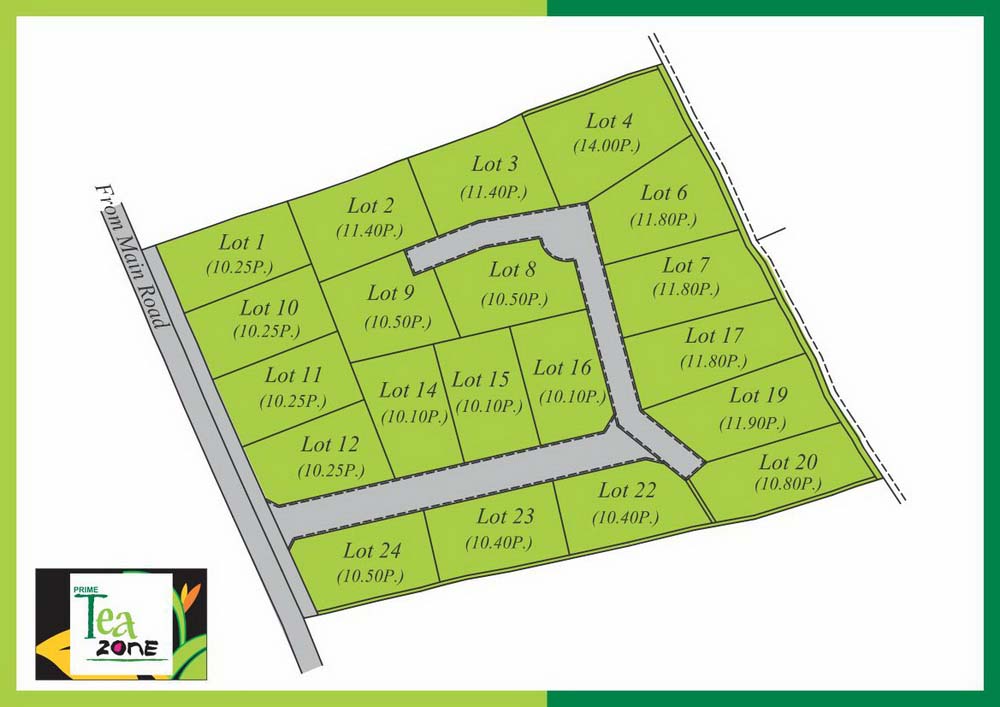 From Main Road
Lot 1
(10.25P.)
Lot 2
(11.40P.)
Lot 3
(11.40P.)
Lot 4
(14.00P.)
Lot 6
(11.80P.)
Lot 7
(11.80P.)
Lot 8
(10.50P.)
Lot 9
(10.50P.)
Lot 10
(10.25P.)
Lot 11
(10.25P.)
Lot 12
(10.25P.)
Lot 14
(10.10P.)
Lot 15
(10.10P.)
Lot 16
(10.10P.)
Lot 17
(11.80P.)
Lot 19
(11.90P.)
Lot 20
(10.80P.)
Lot 22
(10.40P.)
Lot 23
(10.40P.)
Lot 24
(10.50P.)
PRIME
Tea
ZONE